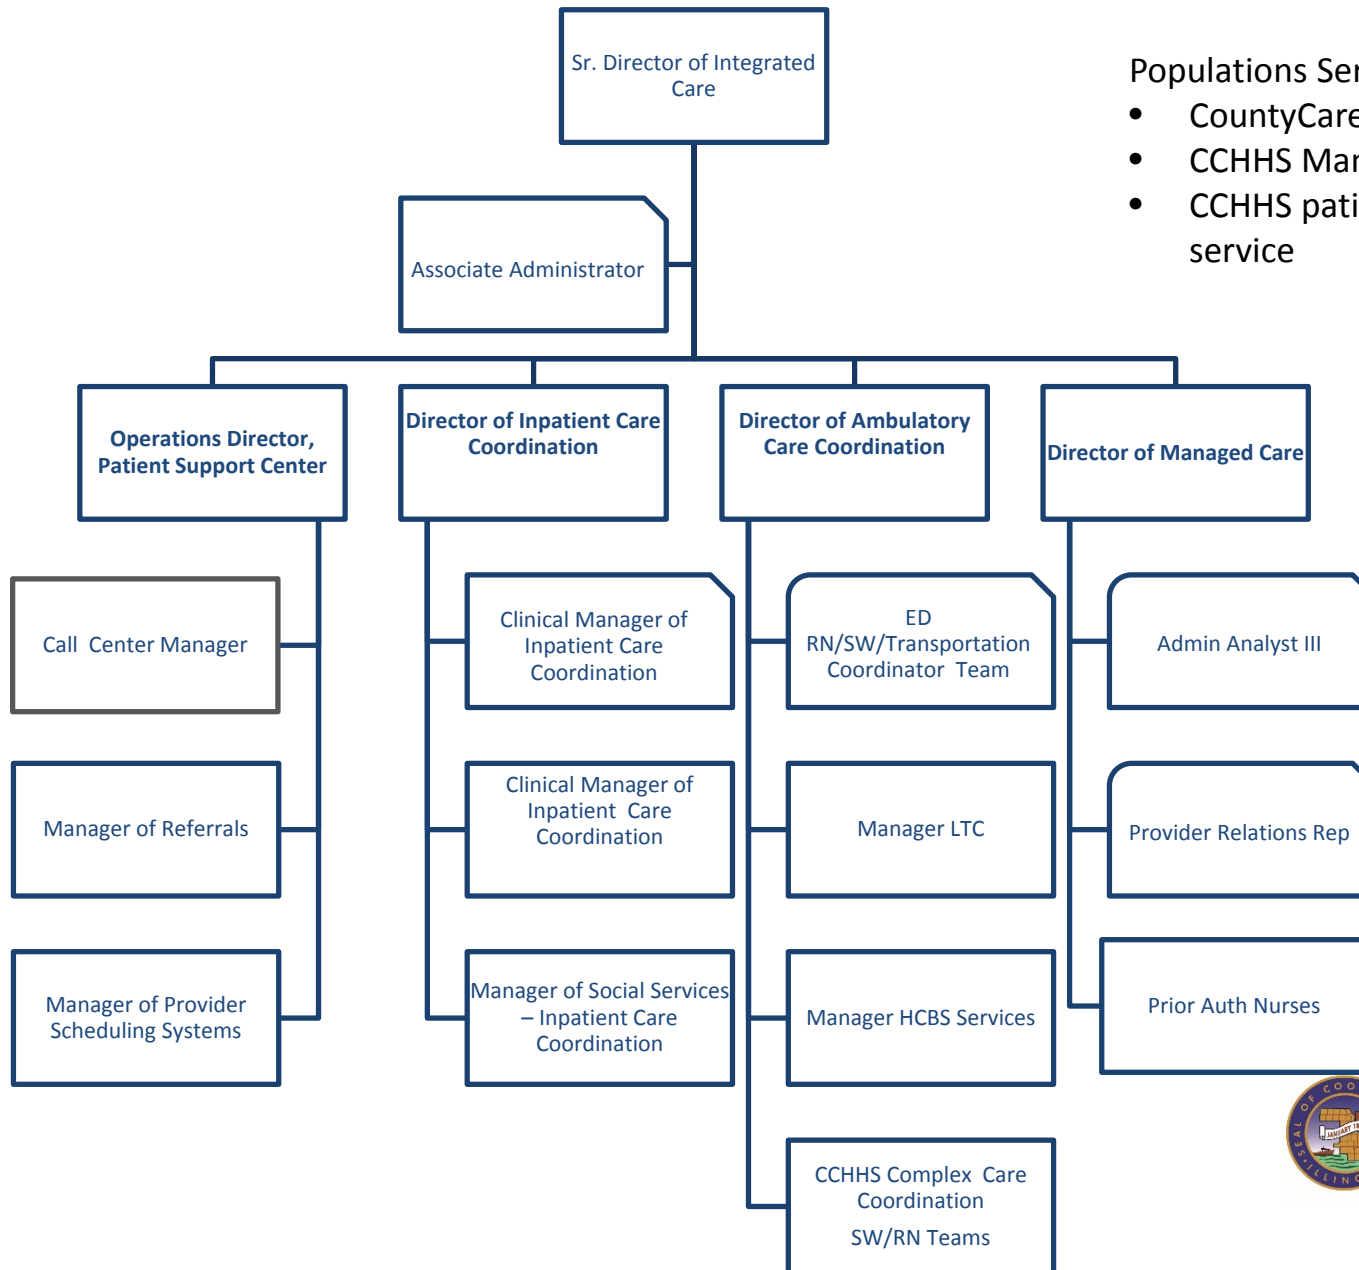 Sr. Director of Integrated
Care
Populations
• CountyCare
• CCHHS
• CCHHS
service
Associate Administrator
Operations Director,
Patient Support Center
Director of Inpatient Care
Coordination
Director of Ambulatory
Care Coordination
Director of Managed Care
Call  Center Manager
Clinical Manager of
Inpatient Care
Coordination
ED
RN/SW/Transportation
Coordinator  Team
Admin Analyst III
Manager of Referrals
Clinical Manager of
Inpatient  Care
Coordination
Manager LTC
Provider Relations Rep
Manager of Provider
Scheduling Systems
Manager of Social Services
– Inpatient Care
Coordination
Manager HCBS Services
Prior Auth Nurses
CCHHS Complex  Care
Coordination
SW/RN Teams
SEAL OF
JANUARY